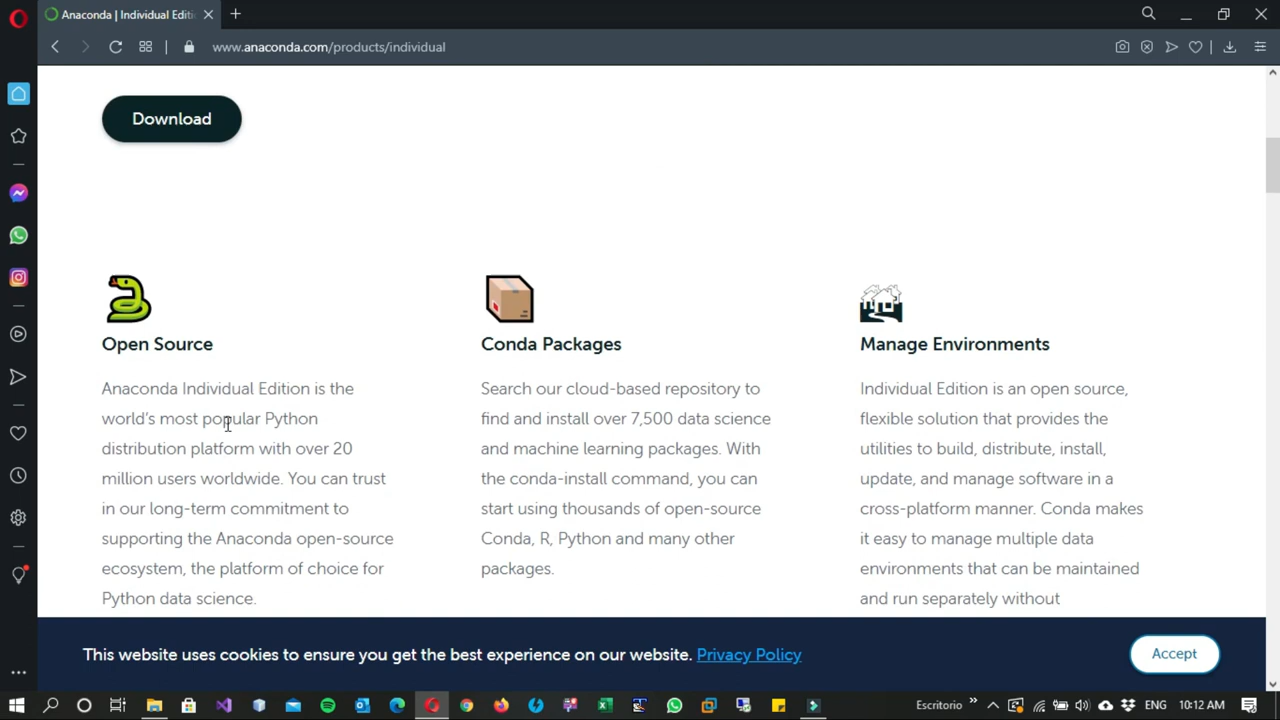 Anaconda | Individual Editi
www.anaconda.com/products/individual
Download
Open Source
Anaconda Individual Edition is the
world's most popular Python
distribution platform with over 20
million users worldwide. You can trust
in our long-term commitment to
supporting the Anaconda open-source
ecosystem, the platform of choice for
Python data science.
Conda Packages
Search our cloud-based repository to
find and install over 7,500 data science
and machine learning packages. With
the conda-install command, you can
start using thousands of open-source
Conda, R, Python and many other
packages.
Manage Environments
Individual Edition is an open source,
flexible solution that provides the
utilities to build, distribute, install,
update, and manage software in a
cross-platform manner. Conda makes
it easy to manage multiple data
environments that can be maintained
and run separately without
This website uses cookies to ensure you get the best experience on our website. Privacy Policy
Accept
Escritorio
ENG
10:12 AM